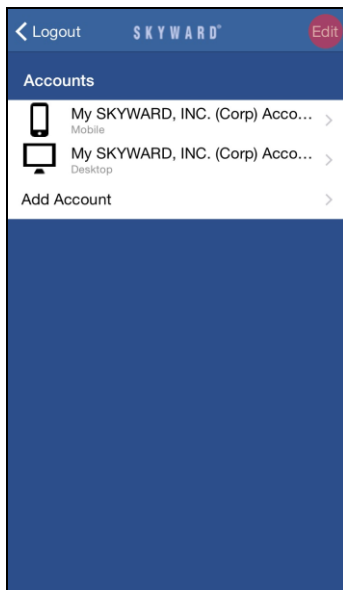 Logout SKYWARD® Edit
Accounts
My SKYWARD, INC. (Corp) Acco...
Mobile
My SKYWARD, INC. (Corp) Acco...
Desktop
Add Account